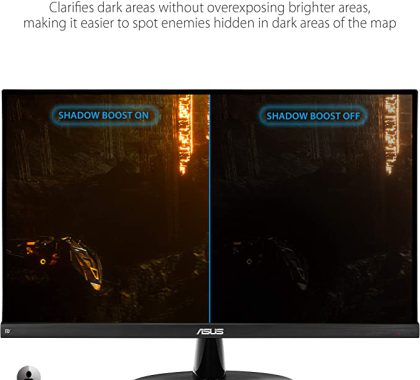 Clarifies dark areas without overexposing brighter areas,
making it easier to spot enemies hidden in dark areas of the map
SHADOW BOOST ON
SHADOW BOOST OFF
ASUS